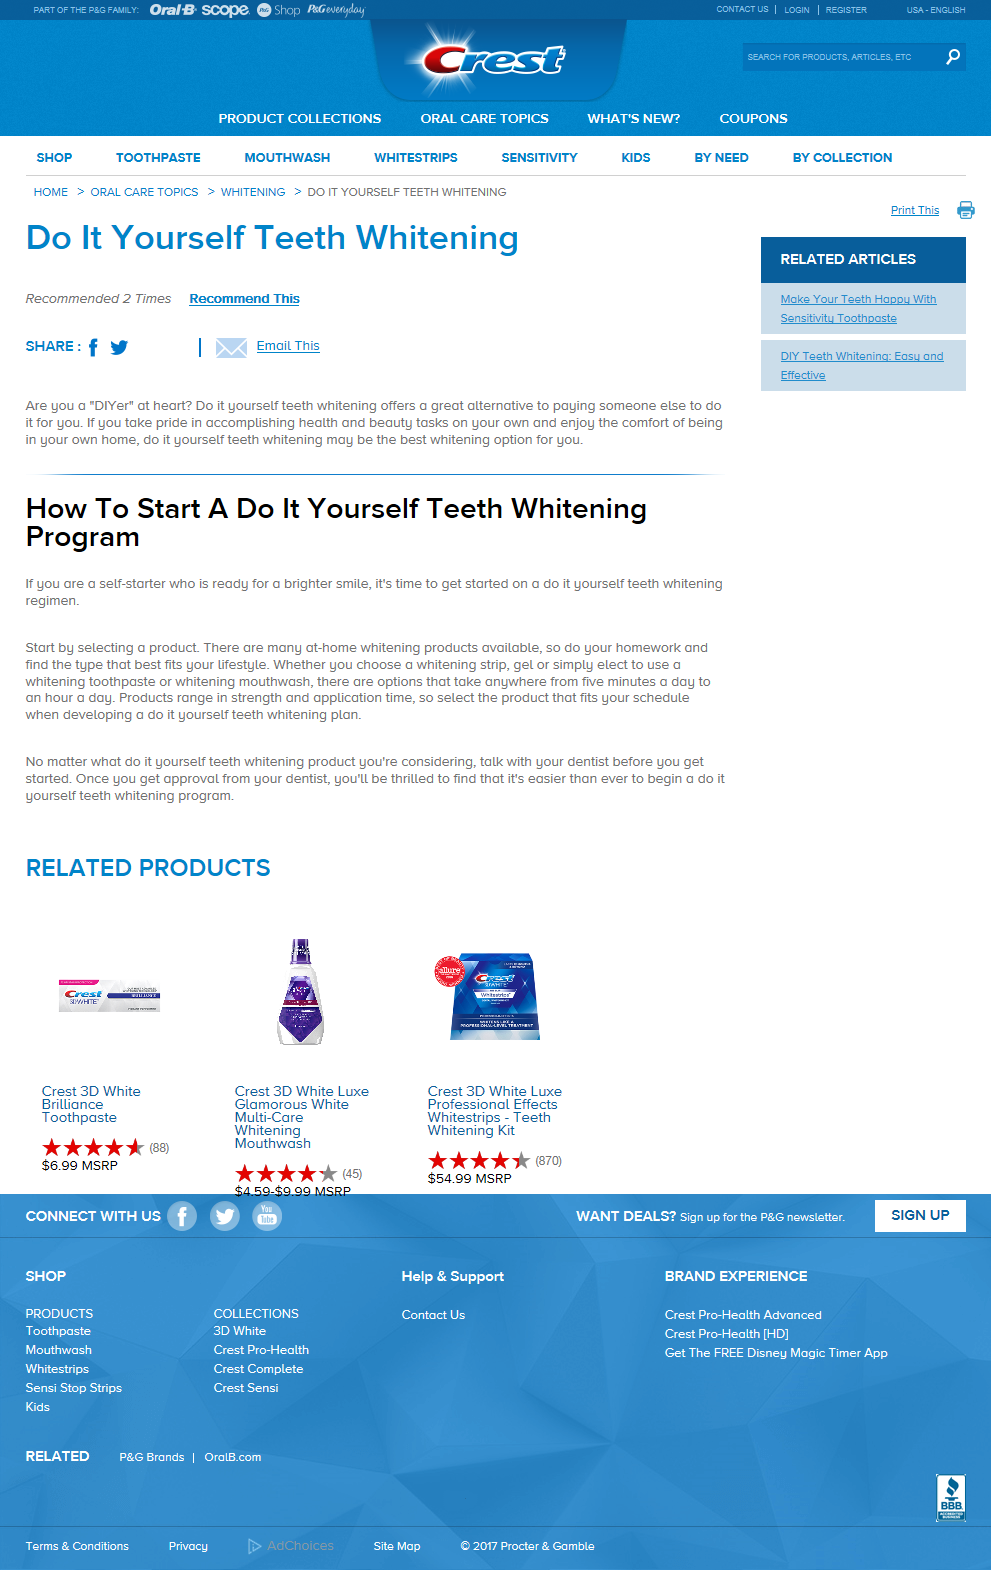 PART OF THE P&G FAMILY: Oral-B scope. P&G Shop P&G everyday
CONTACT US | LOGIN | REGISTER USA - ENGLISH
Crest
SEARCH FOR PRODUCTS, ARTICLES, ETC
PRODUCT COLLECTIONS ORAL CARE TOPICS WHAT'S NEW? COUPONS
SHOP TOOTHPASTE MOUTHWASH WHITESTRIPS SENSITIVITY KIDS BY NEED BY COLLECTION
HOME > ORAL CARE TOPICS > WHITENING > DO IT YOURSELF TEETH WHITENING
Print This
Do It Yourself Teeth Whitening
Recommended 2 Times Recommend This
SHARE : | Email This
RELATED ARTICLES
Make Your Teeth Happy With
Sensitivity Toothpaste
DIY Teeth Whitening: Easy and
Effective
Are you a "DIYer" at heart? Do it yourself teeth whitening offers a great alternative to paying someone else to do
it for you. If you take pride in accomplishing health and beauty tasks on your own and enjoy the comfort of being
in your own home, do it yourself teeth whitening may be the best whitening option for you.
How To Start A Do It Yourself Teeth Whitening
Program
If you are a self-starter who is ready for a brighter smile, it's time to get started on a do it yourself teeth whitening
regimen.
Start by selecting a product. There are many at-home whitening products available, so do your homework and
find the type that best fits your lifestyle. Whether you choose a whitening strip, gel or simply elect to use a
whitening toothpaste or whitening mouthwash, there are options that take anywhere from five minutes a day to
an hour a day. Products range in strength and application time, so select the product that fits your schedule
when developing a do it yourself teeth whitening plan.
No matter what do it yourself teeth whitening product you're considering, talk with your dentist before you get
started. Once you get approval from your dentist, you'll be thrilled to find that it's easier than ever to begin a do it
yourself teeth whitening program.
RELATED PRODUCTS
Crest
3D WHITE
BRILLIANCE
allure
Crest
3D WHITE
Whitestrips
WHITENS LIKE A
PROFESSIONAL-LEVEL TREATMENT
Crest 3D White
Brilliance
Toothpaste
(88)
$6.99 MSRP
Crest 3D White Luxe
Glamorous White
Multi-Care
Whitening
Mouthwash
(45)
$4.59-$9.99 MSRP
Crest 3D White Luxe
Professional Effects
Whitestrips - Teeth
Whitening Kit
(870)
$54.99 MSRP
CONNECT WITH US You Tube WANT DEALS? Sign up for the P&G newsletter. SIGN UP
SHOP
PRODUCTS
Toothpaste
Mouthwash
Whitestrips
Sensi Stop Strips
Kids
COLLECTIONS
3D White
Crest Pro-Health
Crest Complete
Crest Sensi
Help & Support
Contact Us
BRAND EXPERIENCE
Crest Pro-Health Advanced
Crest Pro-Health [HD]
Get The FREE Disney Magic Timer App
RELATED P&G Brands | OralB.com
BBB
ACCREDITED
BUSINESS
Terms & Conditions Privacy AdChoices Site Map © 2017 Procter & Gamble